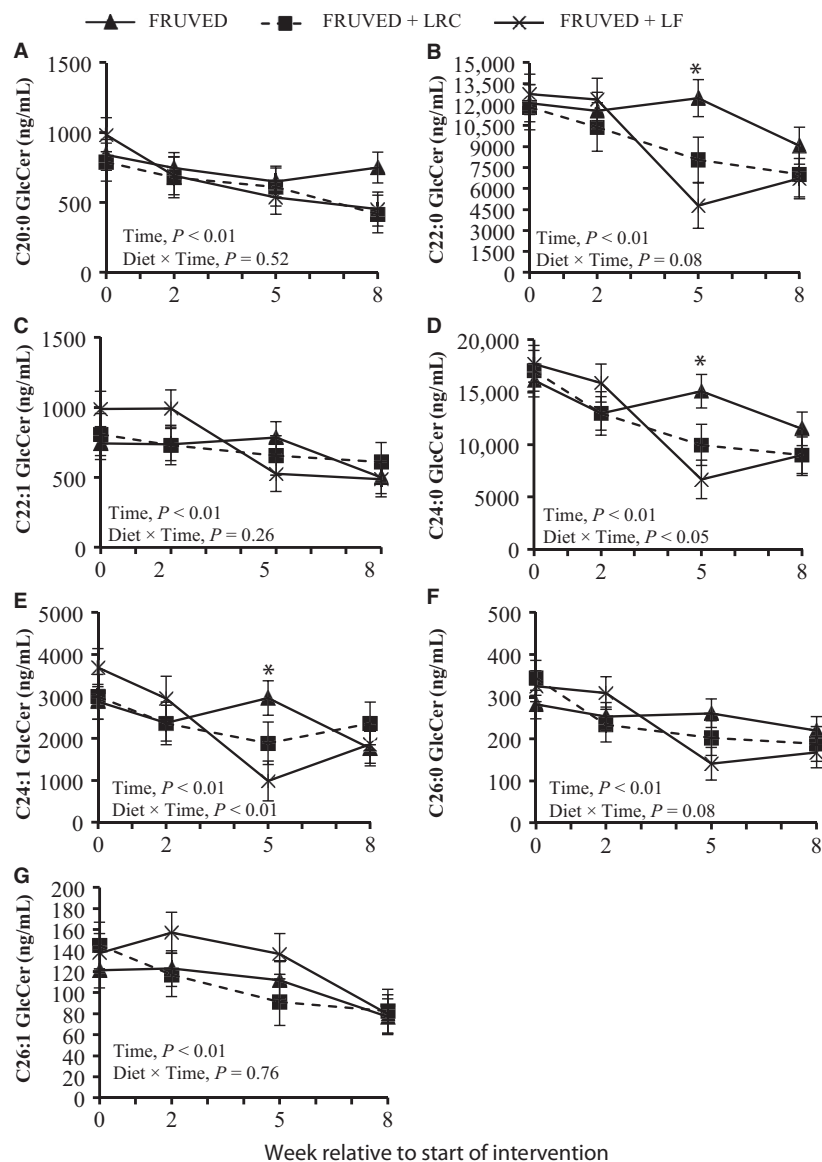 FRUVED FRUVED + LRC FRUVED + LF
A
C20:0 GlcCer (ng/mL)
1500
1000
500
0
Time, P < 0.01
Diet × Time, P = 0.52
0 2 5 8
B
C22:0 GlcCer (ng/mL)
15,000
13,500
12,000
10,500
9000
7500
6000
4500
3000
1500
0
*
Time, P < 0.01
Diet × Time, P = 0.08
0 2 5 8
C
C22:1 GlcCer (ng/mL)
1500
1000
500
0
Time, P < 0.01
Diet × Time, P = 0.26
0 2 5 8
D
C24:0 GlcCer (ng/mL)
20,000
15,000
10,000
5000
0
*
Time, P < 0.01
Diet × Time, P < 0.05
0 2 5 8
E
C24:1 GlcCer (ng/mL)
5000
4000
3000
2000
1000
0
*
Time, P < 0.01
Diet × Time, P < 0.01
0 2 5 8
F
C26:0 GlcCer (ng/mL)
500
400
300
200
100
0
Time, P < 0.01
Diet × Time, P = 0.08
0 2 5 8
G
C26:1 GlcCer (ng/mL)
200
180
160
140
120
100
80
60
40
20
0
Time, P < 0.01
Diet × Time, P = 0.76
0 2 5 8
Week relative to start of intervention